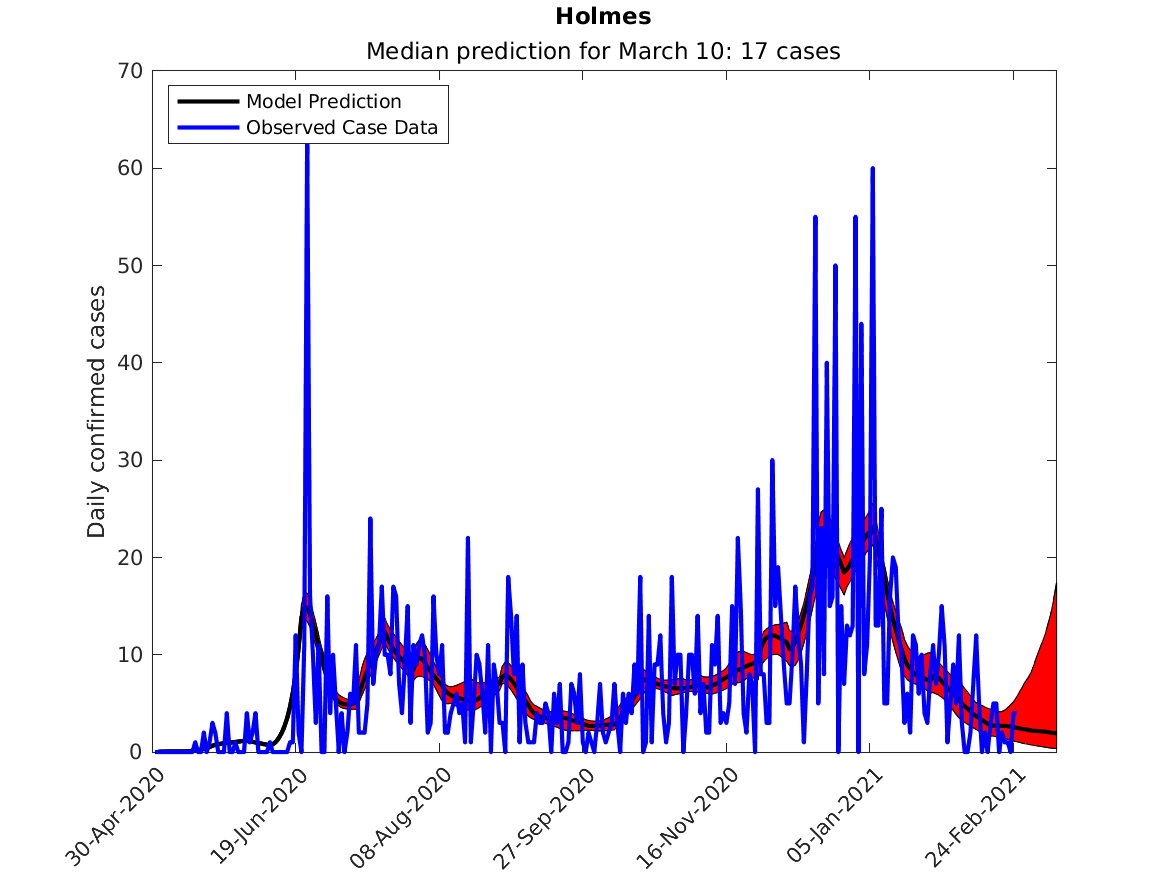 Holmes
Median prediction for March 10: 17 cases
Model Prediction
Observed Case Data
Daily confirmed cases
70
60
50
40
30
20
10
0
30-Apr-2020
19-Jun-2020
08-Aug-2020
27-Sep-2020
16-Nov-2020
05-Jan-2021
24-Feb-2021